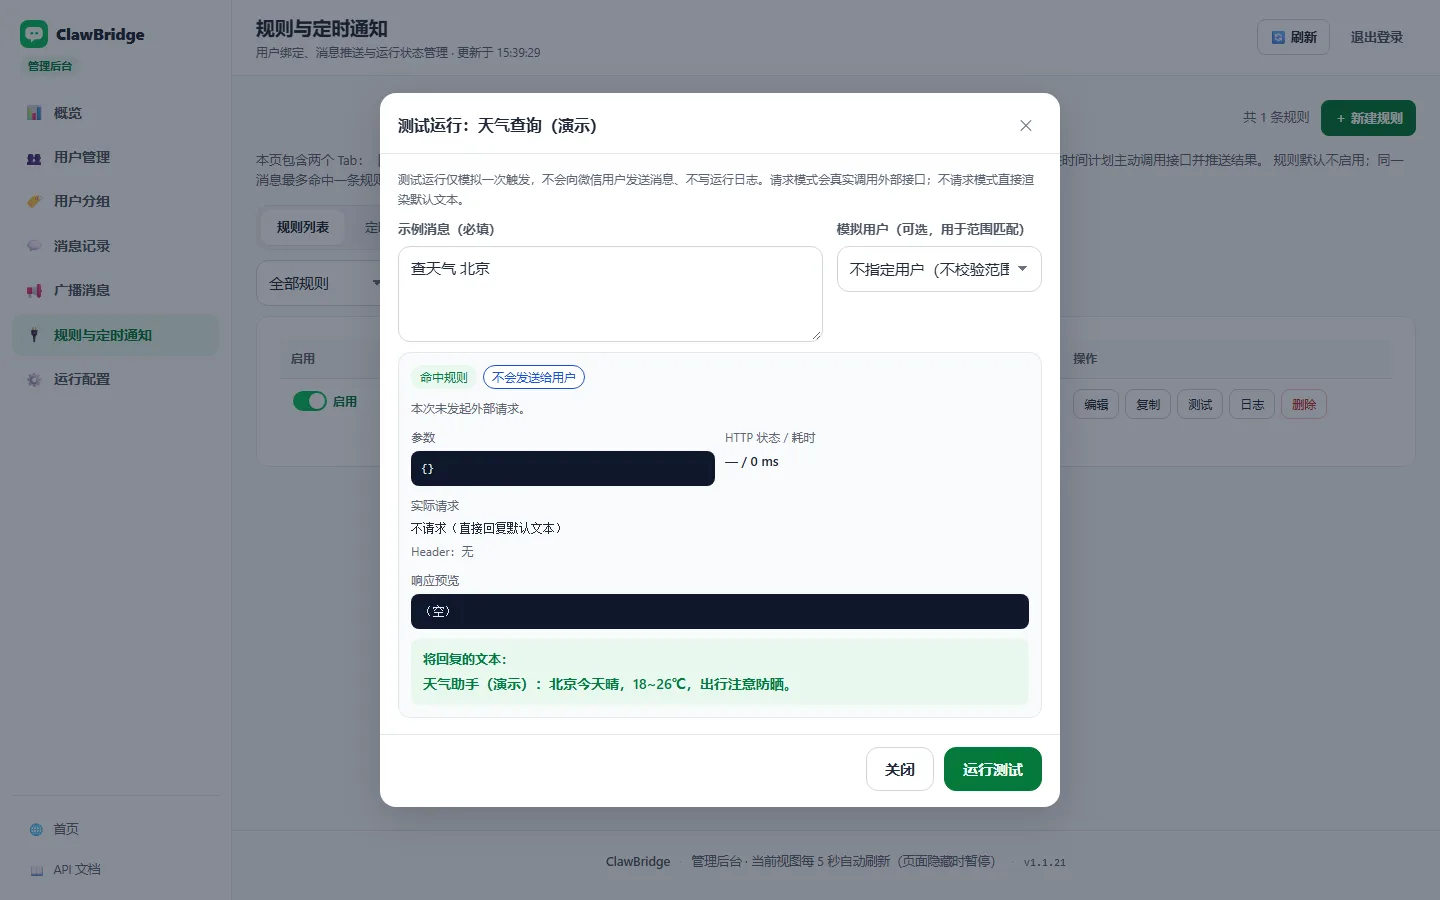 ClawBridge
管理后台
概览
用户管理
用户分组
消息记录
广播消息
规则与定时通知
运行配置
首页
API 文档
规则与定时通知
用户绑定、消息推送与运行状态管理 · 更新于 15:39:29
刷新
退出登录
共 1 条规则
+ 新建规则
本页包含两个 Tab：
时间计划主动调用接口并推送结果。 规则默认不启用；同一
消息最多命中一条规则
规则列表
全部规则
启用
操作
启用
编辑
复制
测试
日志
删除
测试运行：天气查询（演示）
测试运行仅模拟一次触发，不会向微信用户发送消息、不写运行日志。请求模式会真实调用外部接口；不请求模式直接渲
染默认文本。
示例消息（必填）
模拟用户（可选，用于范围匹配）
查天气 北京
不指定用户（不校验范围
命中规则
不会发送给用户
本次未发起外部请求。
参数
HTTP 状态 / 耗时
{}
— / 0 ms
实际请求
不请求（直接回复默认文本）
Header：无
响应预览
（空）
将回复的文本：
天气助手（演示）：北京今天晴，18~26℃，出行注意防晒。
关闭
运行测试
ClawBridge · 管理后台 · 当前视图每 5 秒自动刷新（页面隐藏时暂停） · v1.1.21